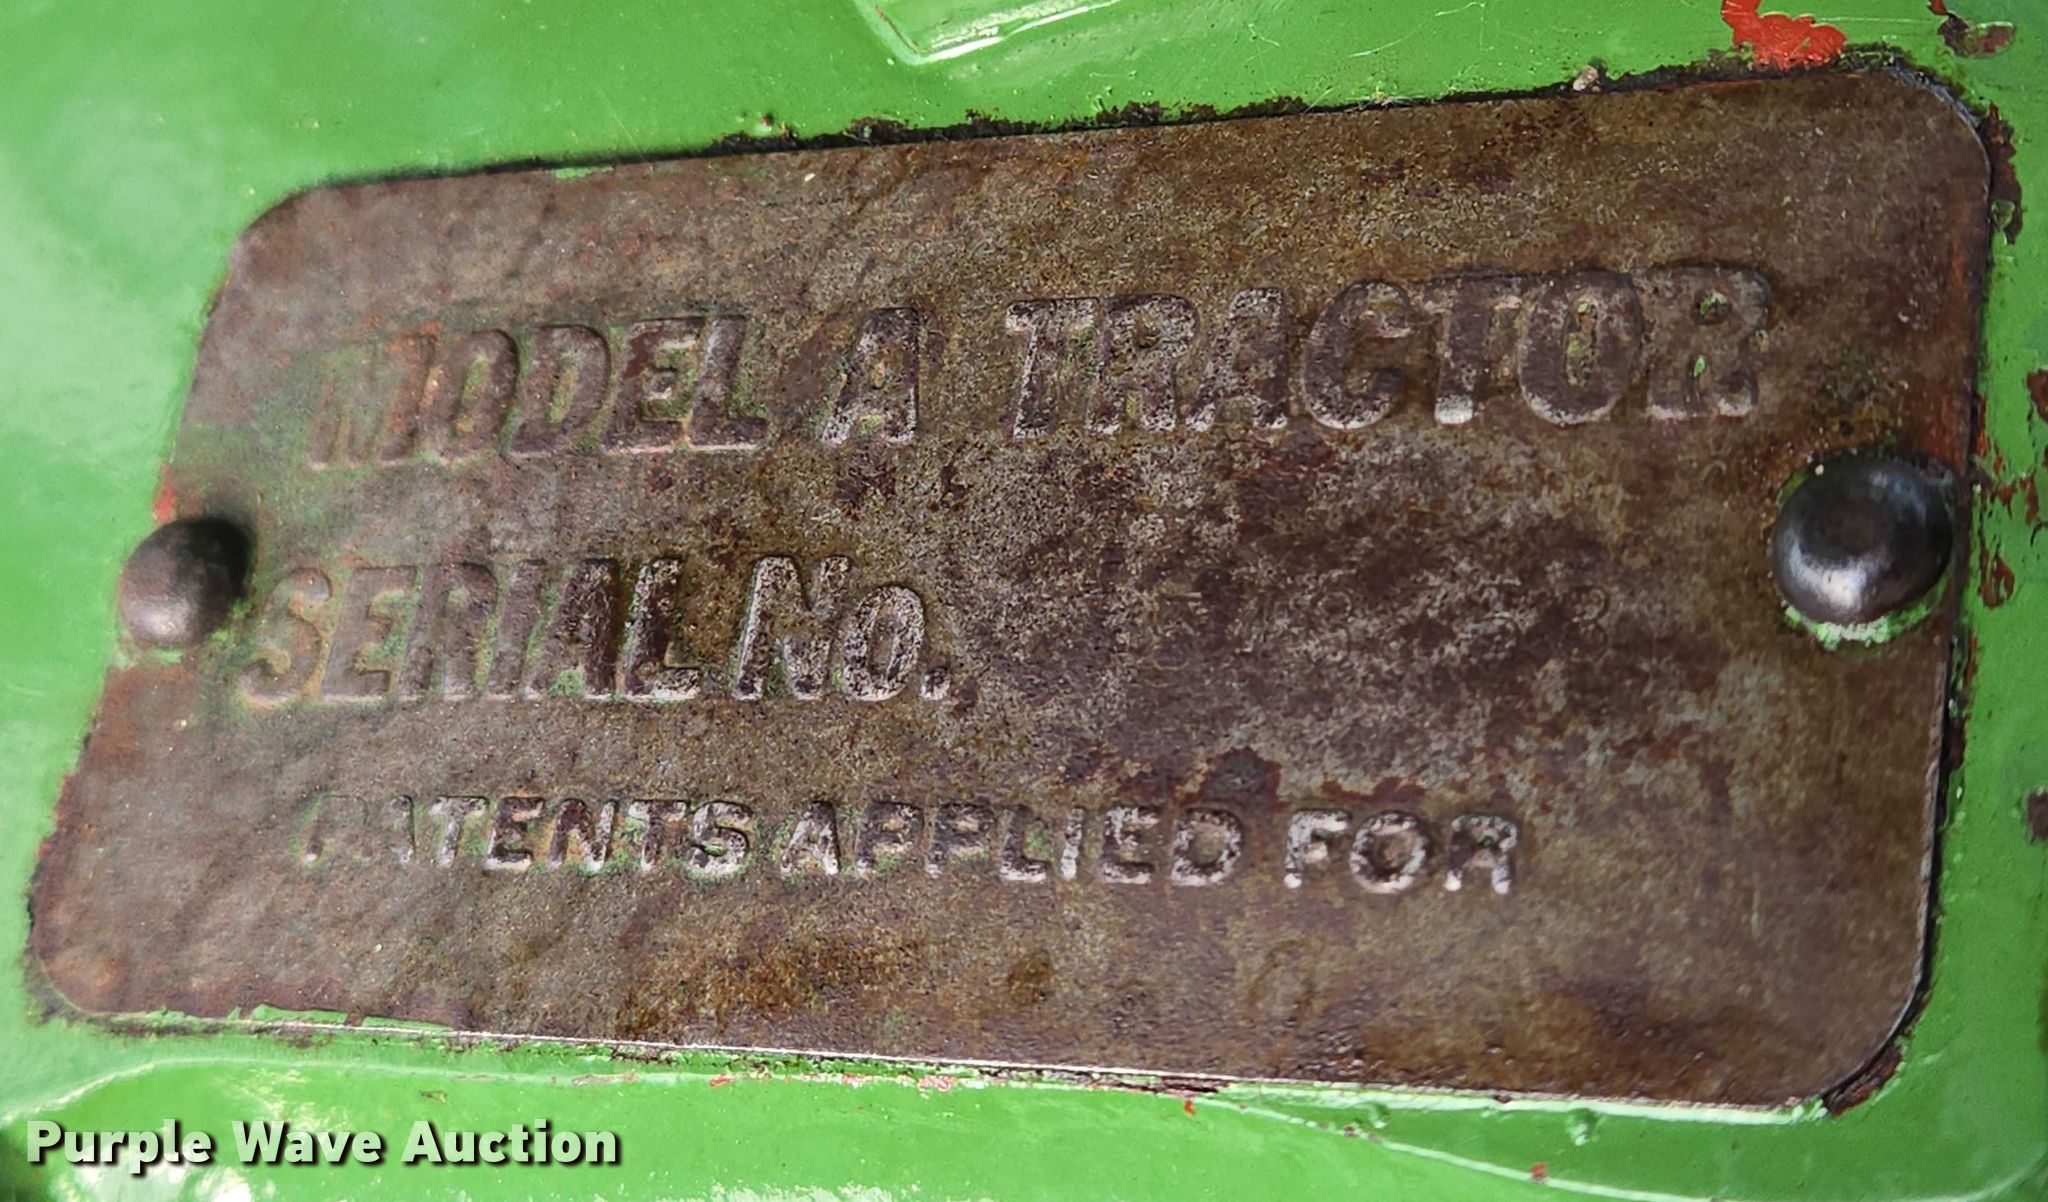 MODEL A TRACTOR
SERIAL No.
PATENTS APPLIED FOR
Purple Wave Auction